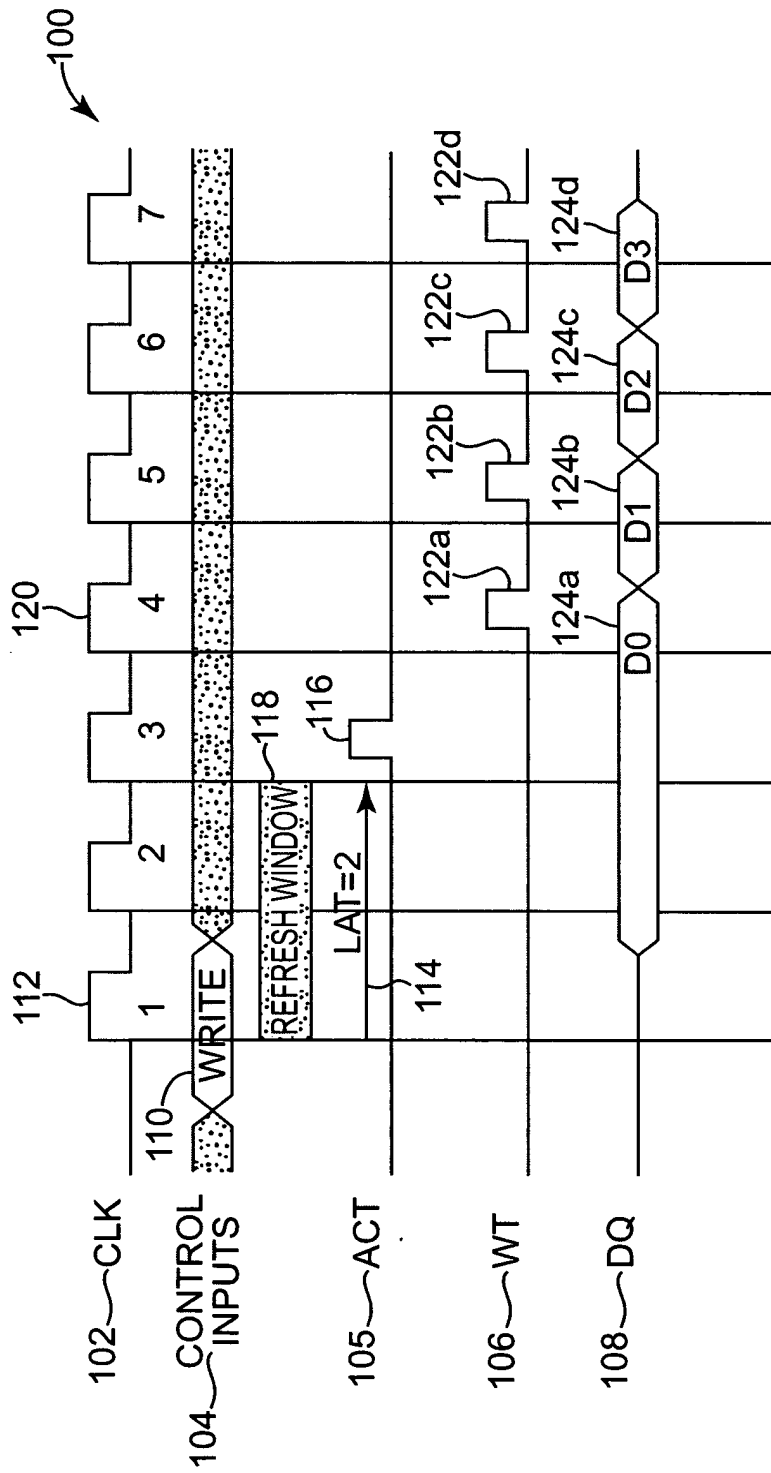 100
112
120
102 CLK
1 2 3 4 5 6 7
104 CONTROL
INPUTS
110
WRITE
REFRESH WINDOW
118
LAT=2
114
116
105 ACT
106 WT
122a 122b 122c 122d
124a 124b 124c 124d
108 DQ
D0 D1 D2 D3